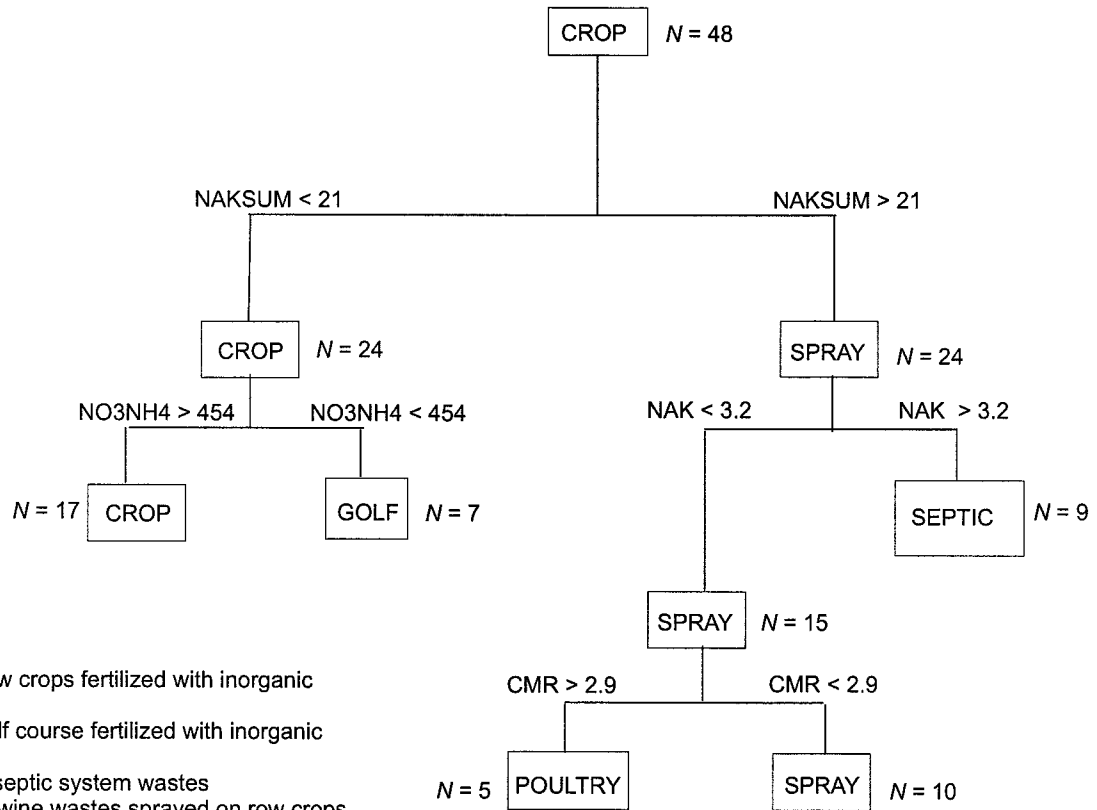 CROP N = 48
NAKSUM < 21 NAKSUM > 21
CROP N = 24 SPRAY N = 24
NO3NH4 > 454 NO3NH4 < 454 NAK < 3.2 NAK > 3.2
N = 17 CROP GOLF N = 7 SEPTIC N = 9
SPRAY N = 15
w crops fertilized with inorganic
CMR > 2.9 CMR < 2.9
lf course fertilized with inorganic
septic system wastes
wine wastes sprayed on row crops
N = 5 POULTRY SPRAY N = 10